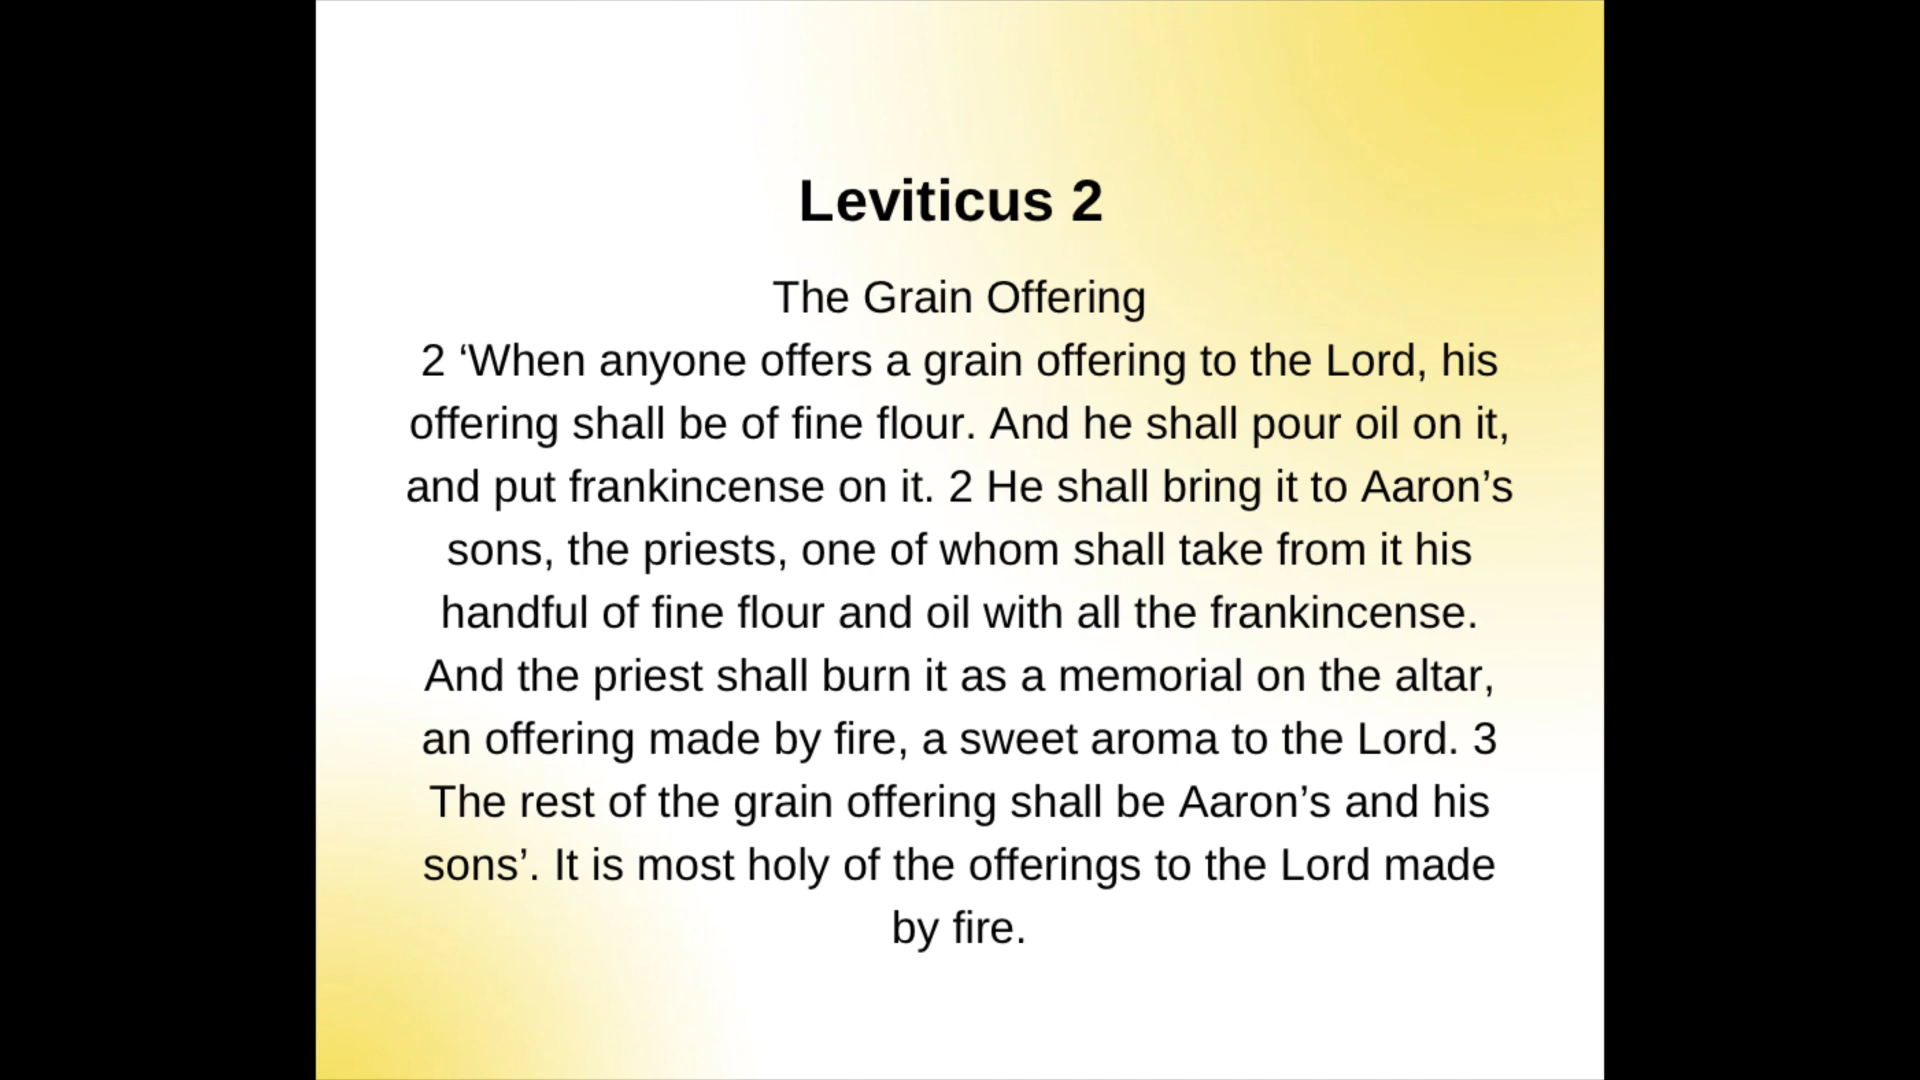 Leviticus 2
The Grain Offering
2 ‘When anyone offers a grain offering to the Lord, his
offering shall be of fine flour. And he shall pour oil on it,
and put frankincense on it. 2 He shall bring it to Aaron’s
sons, the priests, one of whom shall take from it his
handful of fine flour and oil with all the frankincense.
And the priest shall burn it as a memorial on the altar,
an offering made by fire, a sweet aroma to the Lord. 3
The rest of the grain offering shall be Aaron’s and his
sons’. It is most holy of the offerings to the Lord made
by fire.